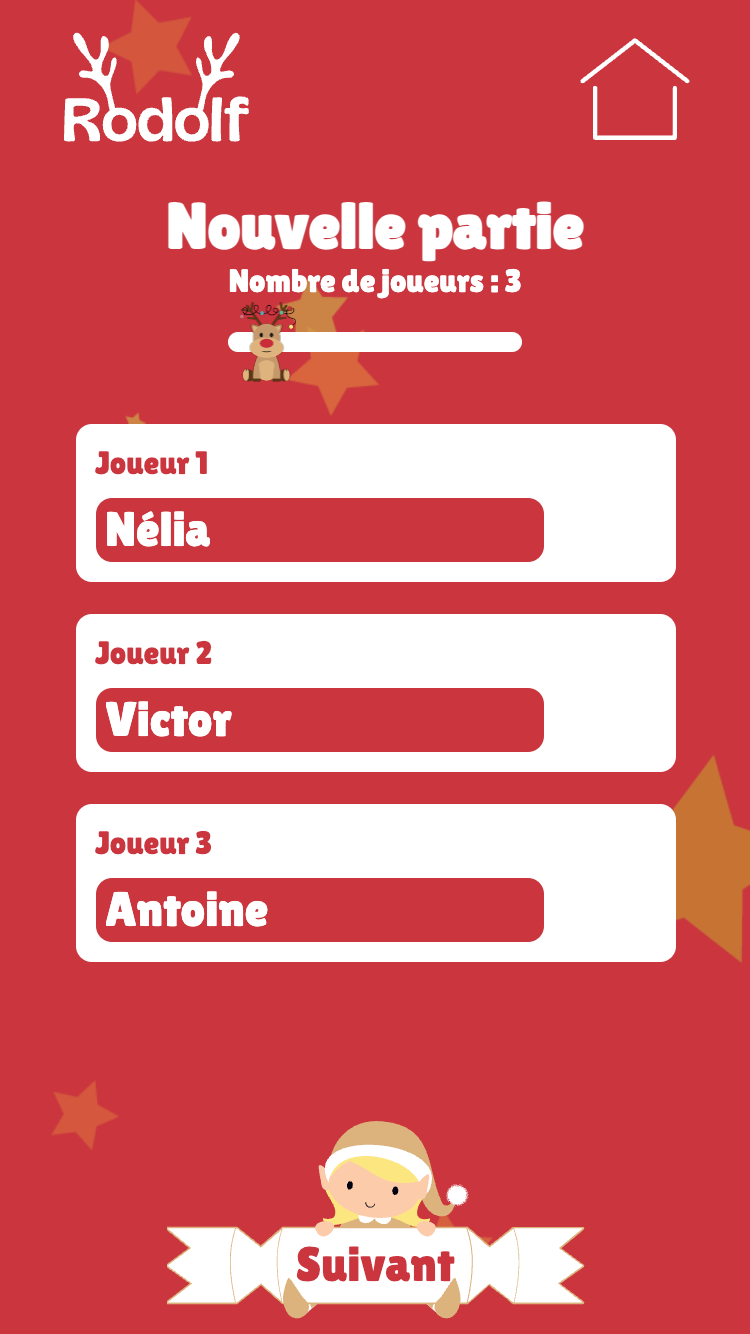 Rodolf
Nouvelle partie
Nombre de joueurs : 3
Joueur 1
Nélia
Joueur 2
Victor
Joueur 3
Antoine
Suivant